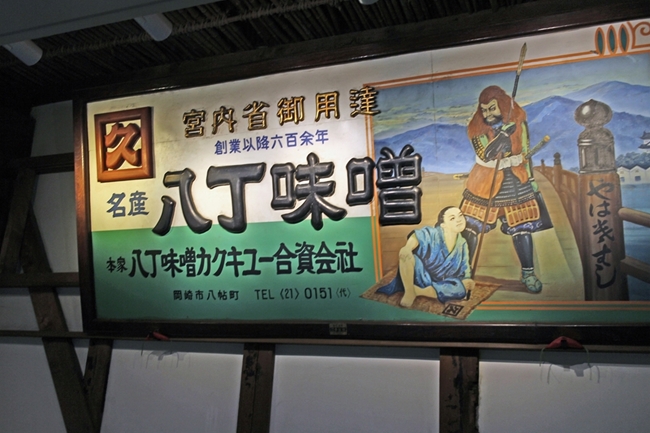 久
宮内省御用達
創業以降六百余年
名産 八丁味噌
本家 八丁味噌カクキユー合資会社
岡崎市八帖町 TEL〈21〉0151(代)
やはぎばし